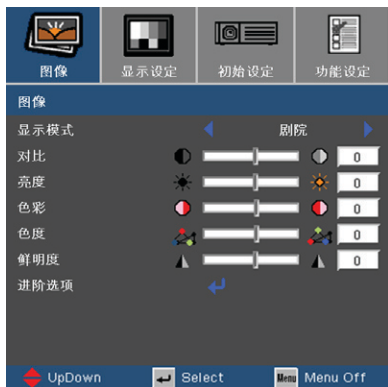 图像 显示设定 初始设定 功能设定
图像
显示模式 剧院
对比 0
亮度 0
色彩 0
色度 0
鲜明度 0
进阶选项
UpDown Select Menu Menu Off